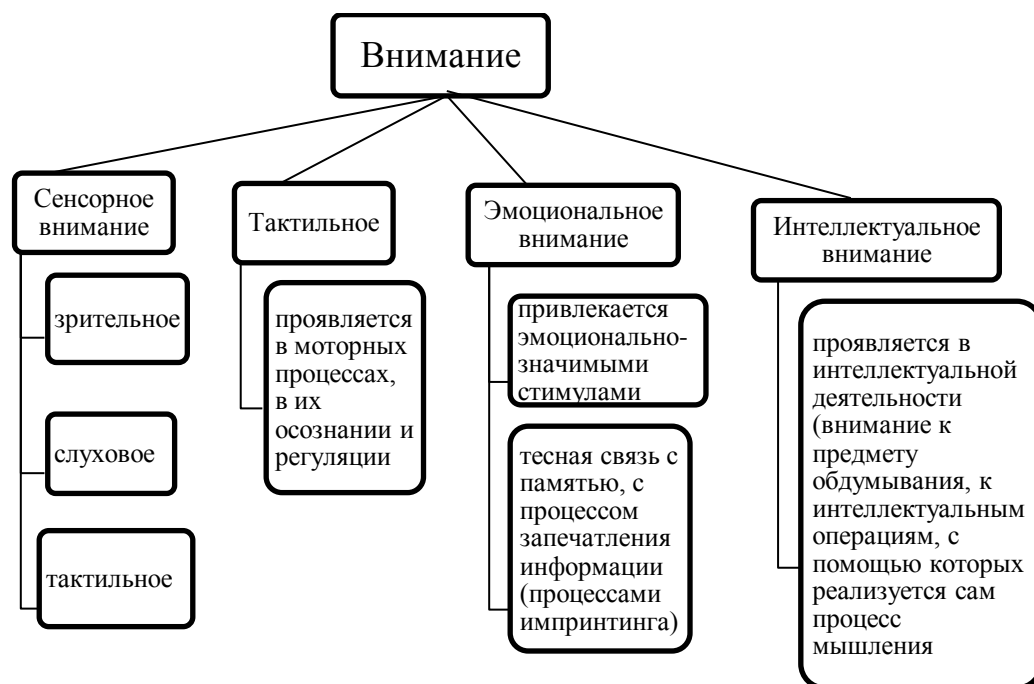 Внимание
Сенсорное
внимание
зрительное
слуховое
тактильное
Тактильное
проявляется
в моторных
процессах,
в их
осознании и
регуляции
Эмоциональное
внимание
привлекается
эмоционально-
значимыми
стимулами
тесная связь с
памятью, с
процессом
запечатления
информации
(процессами
импринтинга)
Интеллектуальное
внимание
проявляется в
интеллектуальной
деятельности
(внимание к
предмету
обдумывания, к
интеллектуальным
операциям, с
помощью которых
реализуется сам
процесс
мышления